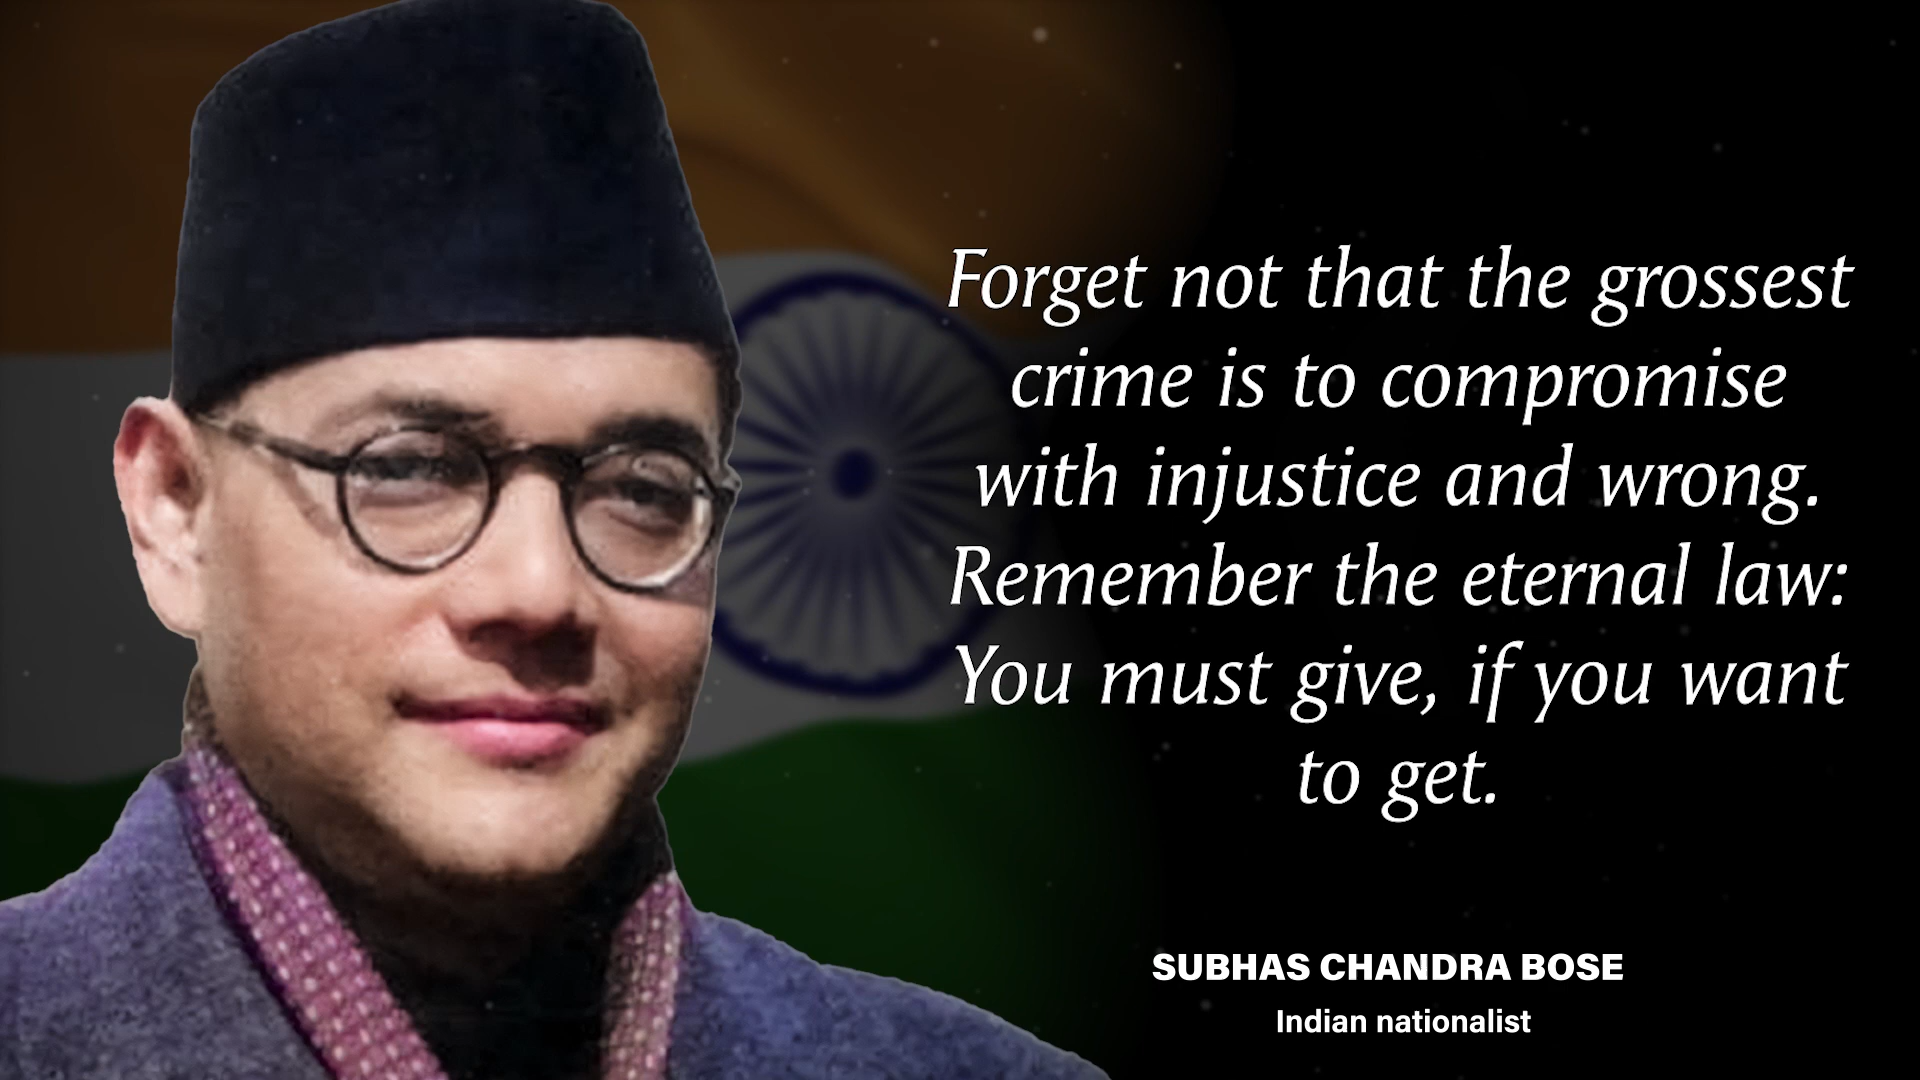 Forget not that the grossest
crime is to compromise
with injustice and wrong.
Remember the eternal law:
You must give, if you want
to get.
SUBHAS CHANDRA BOSE
Indian nationalist